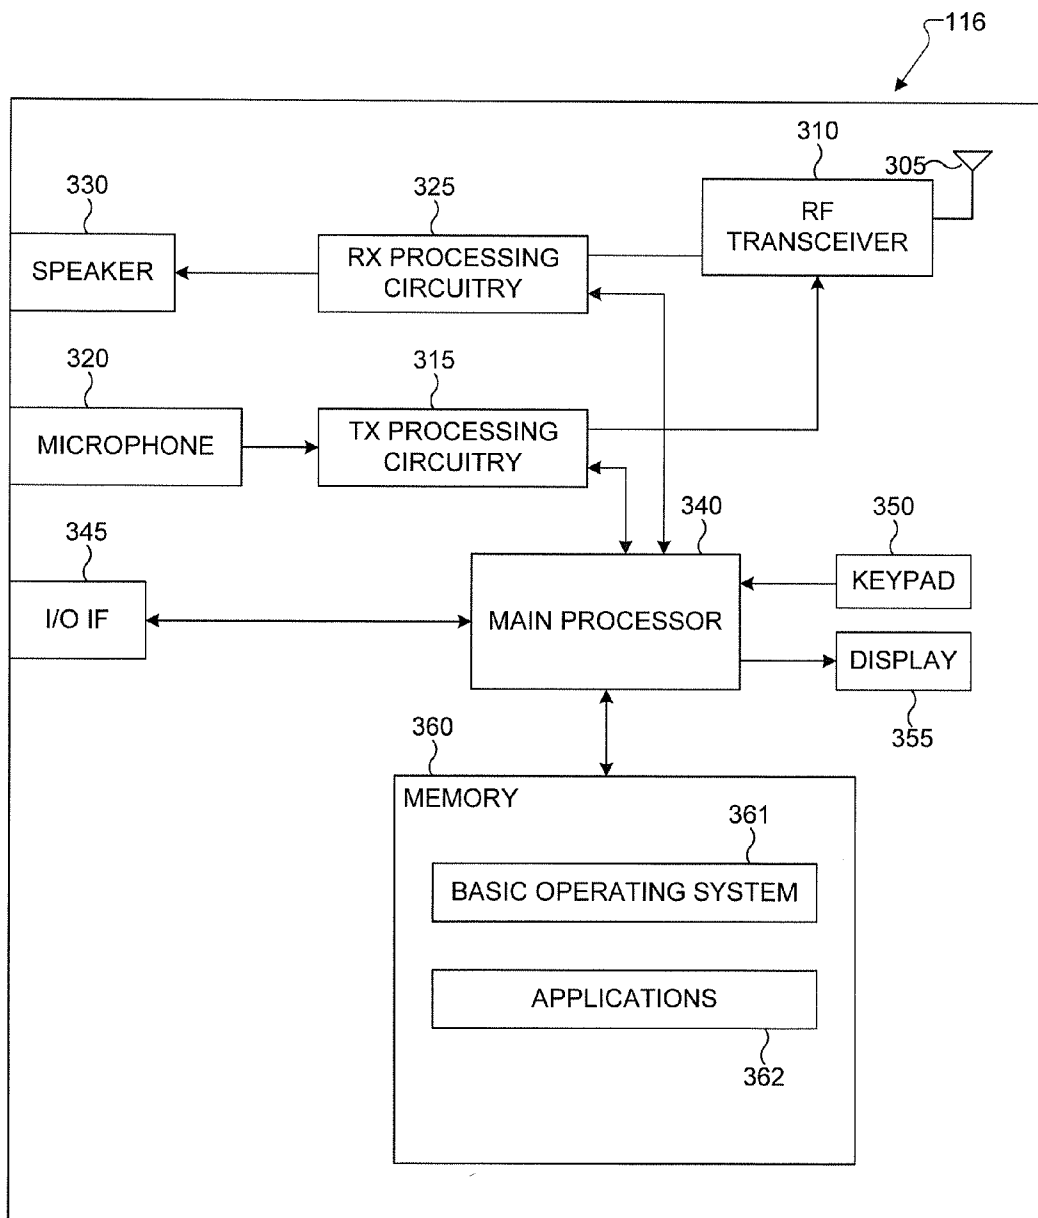 116
310
305
330
325
RF
TRANSCEIVER
SPEAKER
RX PROCESSING
CIRCUITRY
320
315
MICROPHONE
TX PROCESSING
CIRCUITRY
345
340
350
I/O IF
MAIN PROCESSOR
KEYPAD
DISPLAY
355
360
MEMORY
361
BASIC OPERATING SYSTEM
APPLICATIONS
362